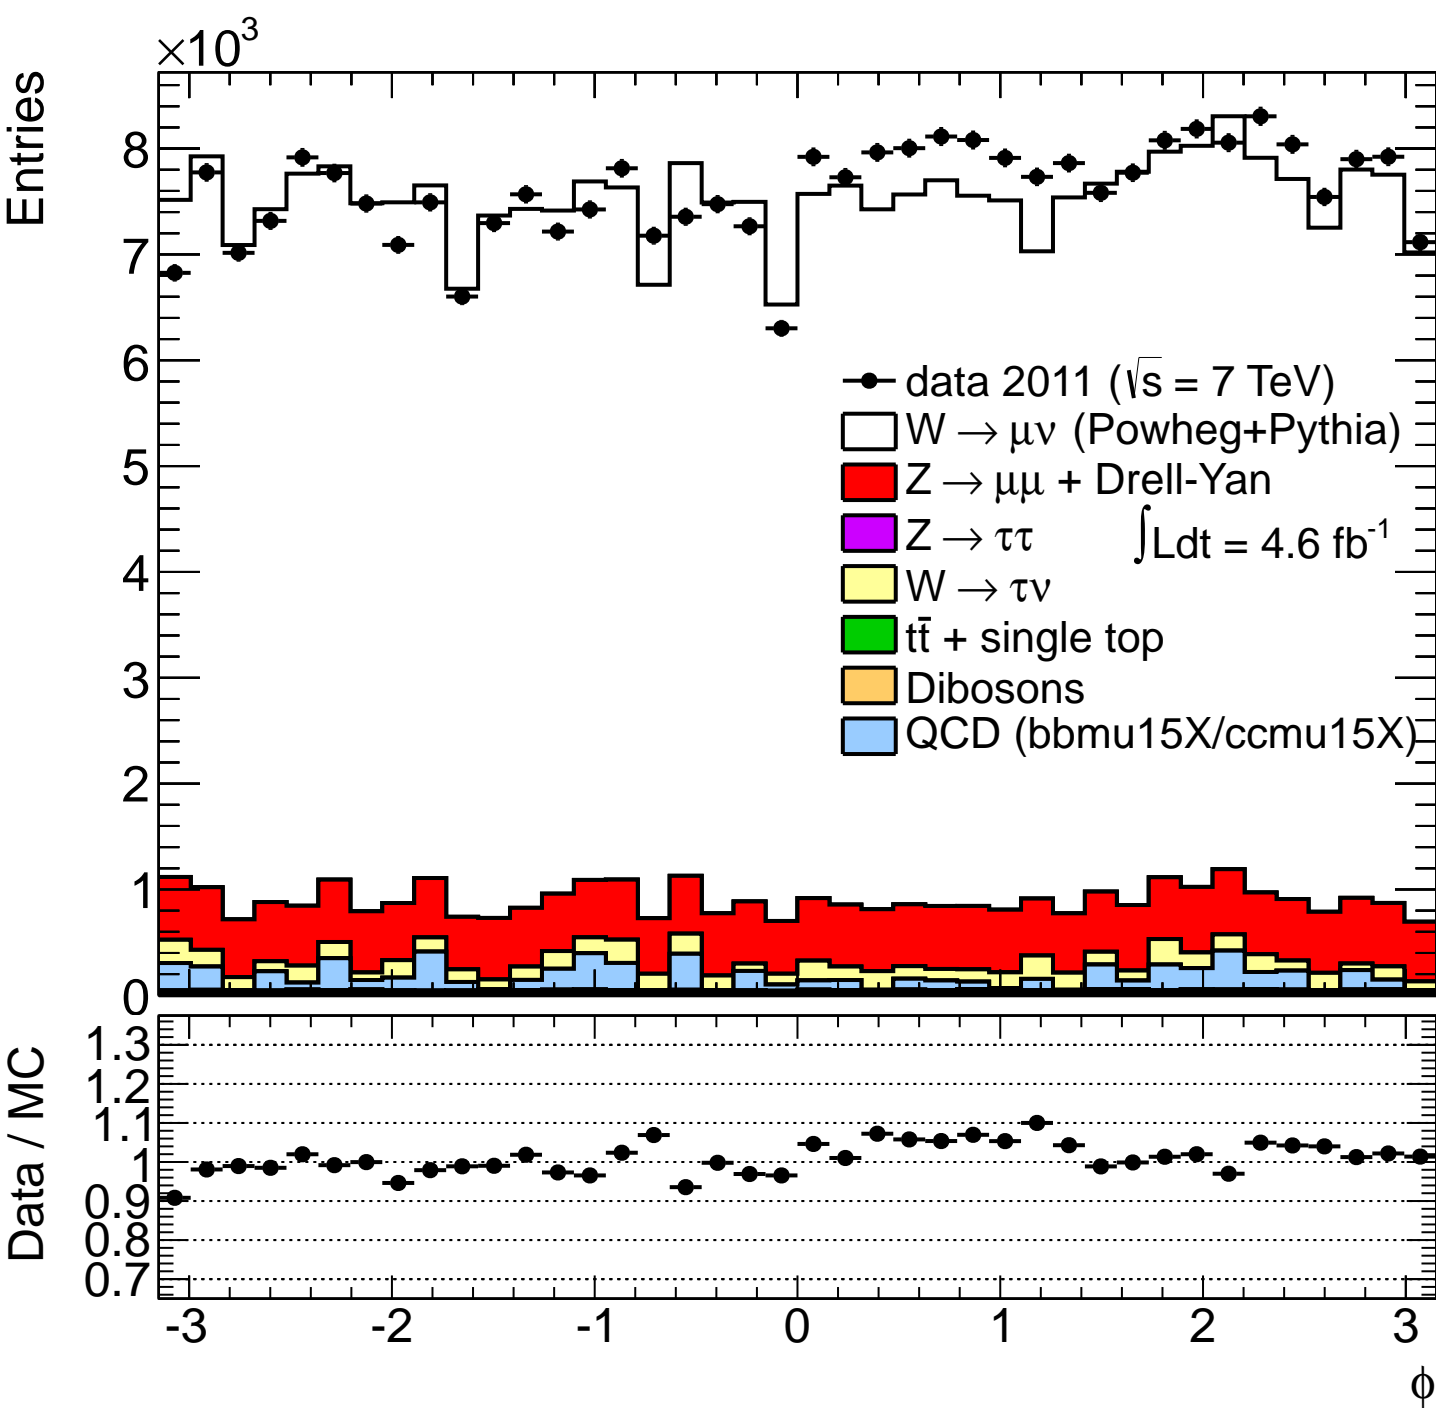 ×10³
Entries
8
7
6
5
4
3
2
1
0
data 2011 (√s = 7 TeV)
W → μν (Powheg+Pythia)
Z → μμ + Drell-Yan
Z → ττ
∫Ldt = 4.6 fb⁻¹
W → τν
tt̄ + single top
Dibosons
QCD (bbmu15X/ccmu15X)
Data / MC
1.3
1.2
1.1
1
0.9
0.8
0.7
-3 -2 -1 0 1 2 3
ϕ